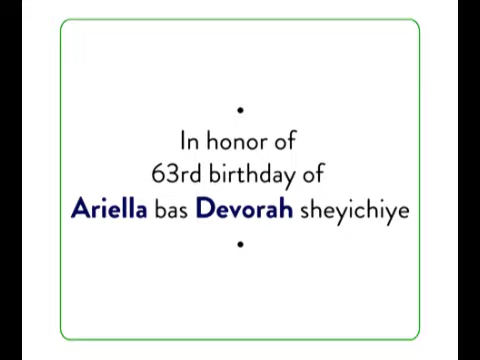 In honor of
63rd birthday of
Ariella bas Devorah sheyichiye